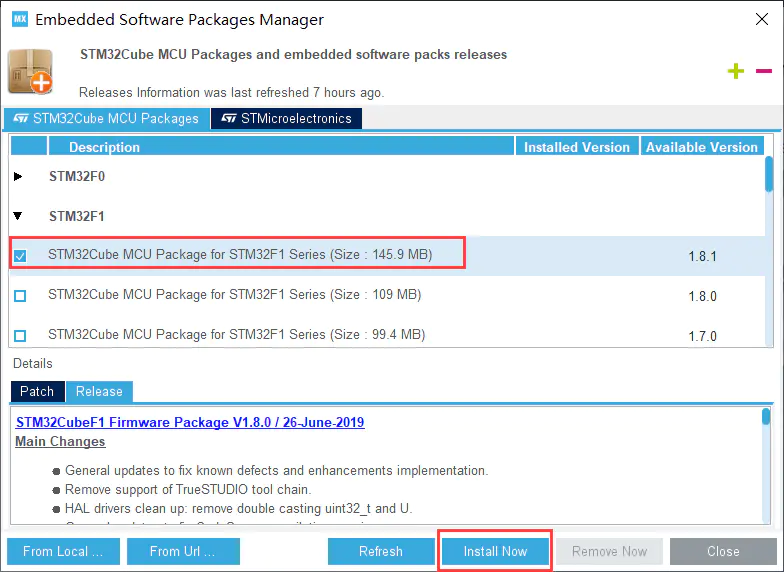 MX Embedded Software Packages Manager
STM32Cube MCU Packages and embedded software packs releases
Releases Information was last refreshed 7 hours ago.
STM32Cube MCU Packages STMicroelectronics
Description Installed Version Available Version
STM32F0
STM32F1
STM32Cube MCU Package for STM32F1 Series (Size : 145.9 MB) 1.8.1
STM32Cube MCU Package for STM32F1 Series (Size : 109 MB) 1.8.0
STM32Cube MCU Package for STM32F1 Series (Size : 99.4 MB) 1.7.0
Details
Patch Release
STM32CubeF1 Firmware Package V1.8.0 / 26-June-2019
Main Changes
General updates to fix known defects and enhancements implementation.
Remove support of TrueSTUDIO tool chain.
HAL drivers clean up: remove double casting uint32_t and U.
From Local ... From Url ... Refresh Install Now Remove Now Close